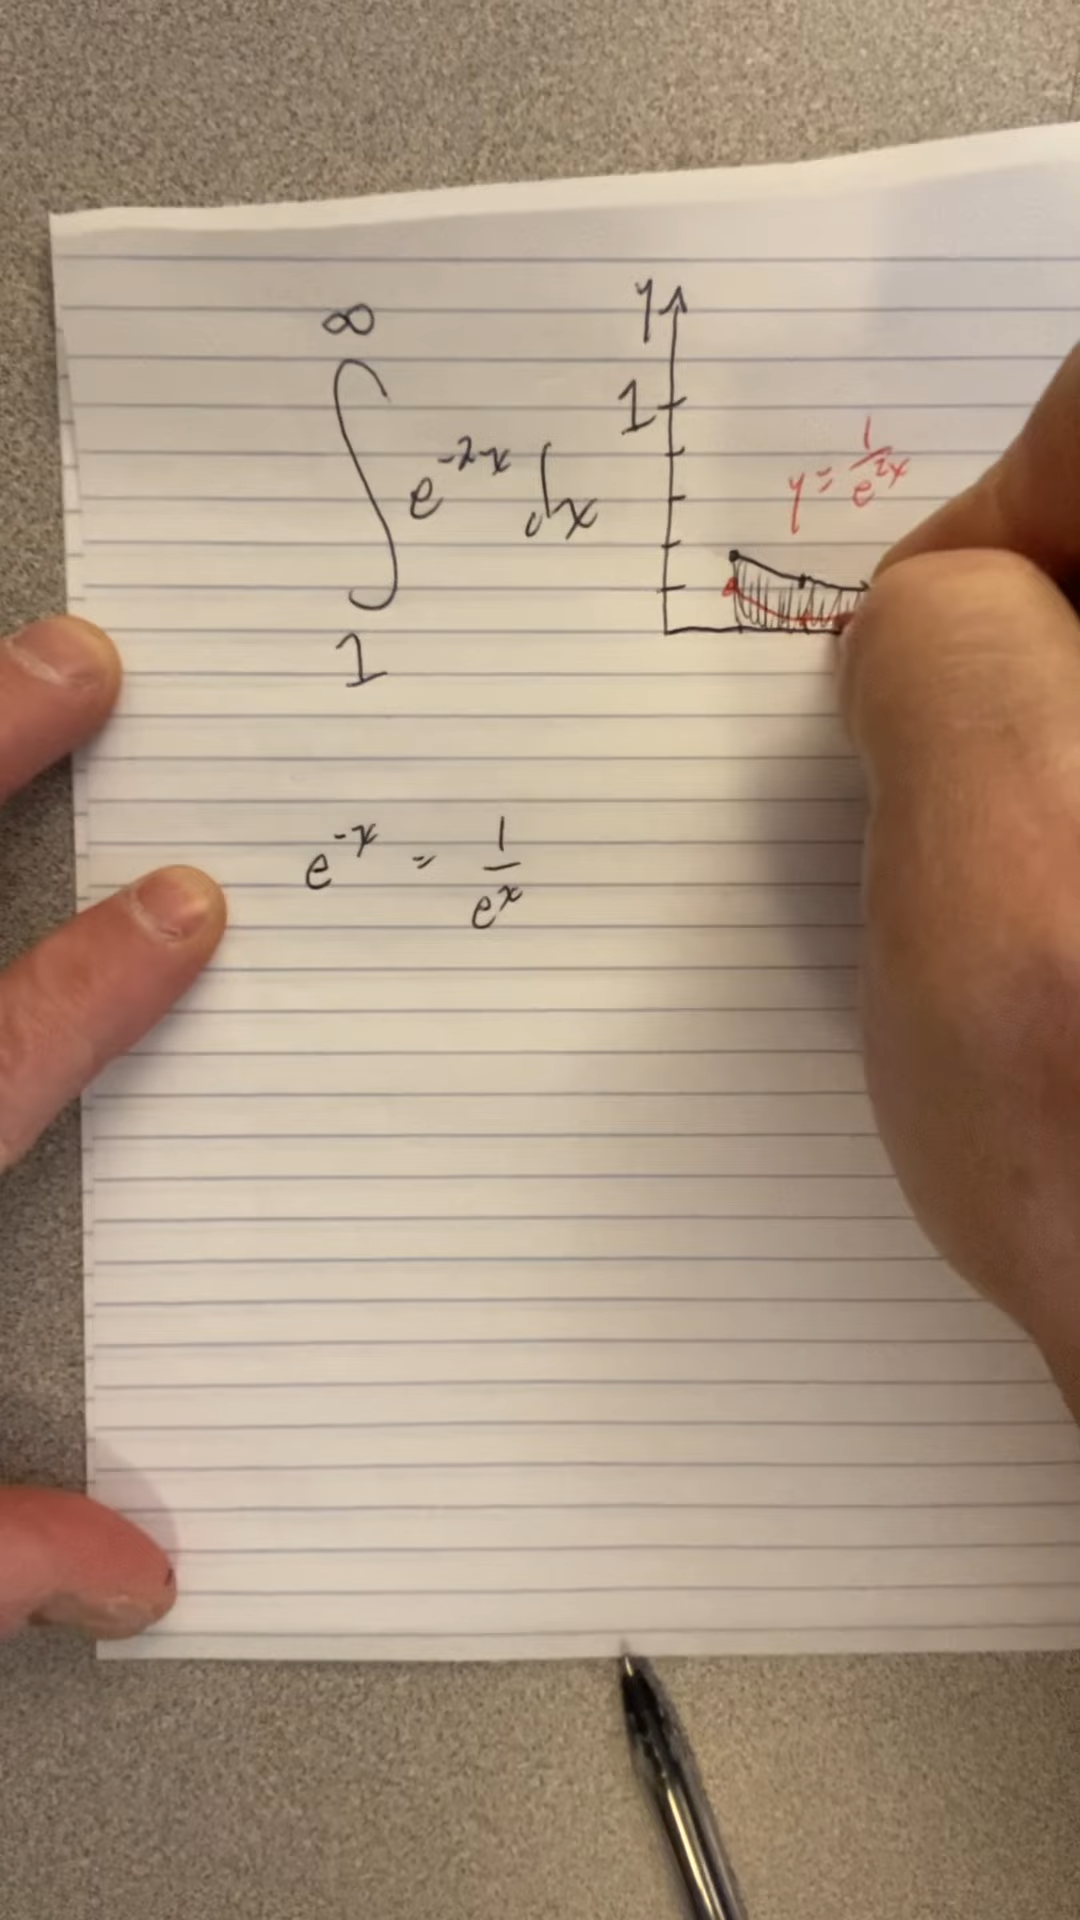 ∞
∫ e^{-2x} dx
1
y
1
y = 1/e^{2x}
e^{-x} = 1/e^x